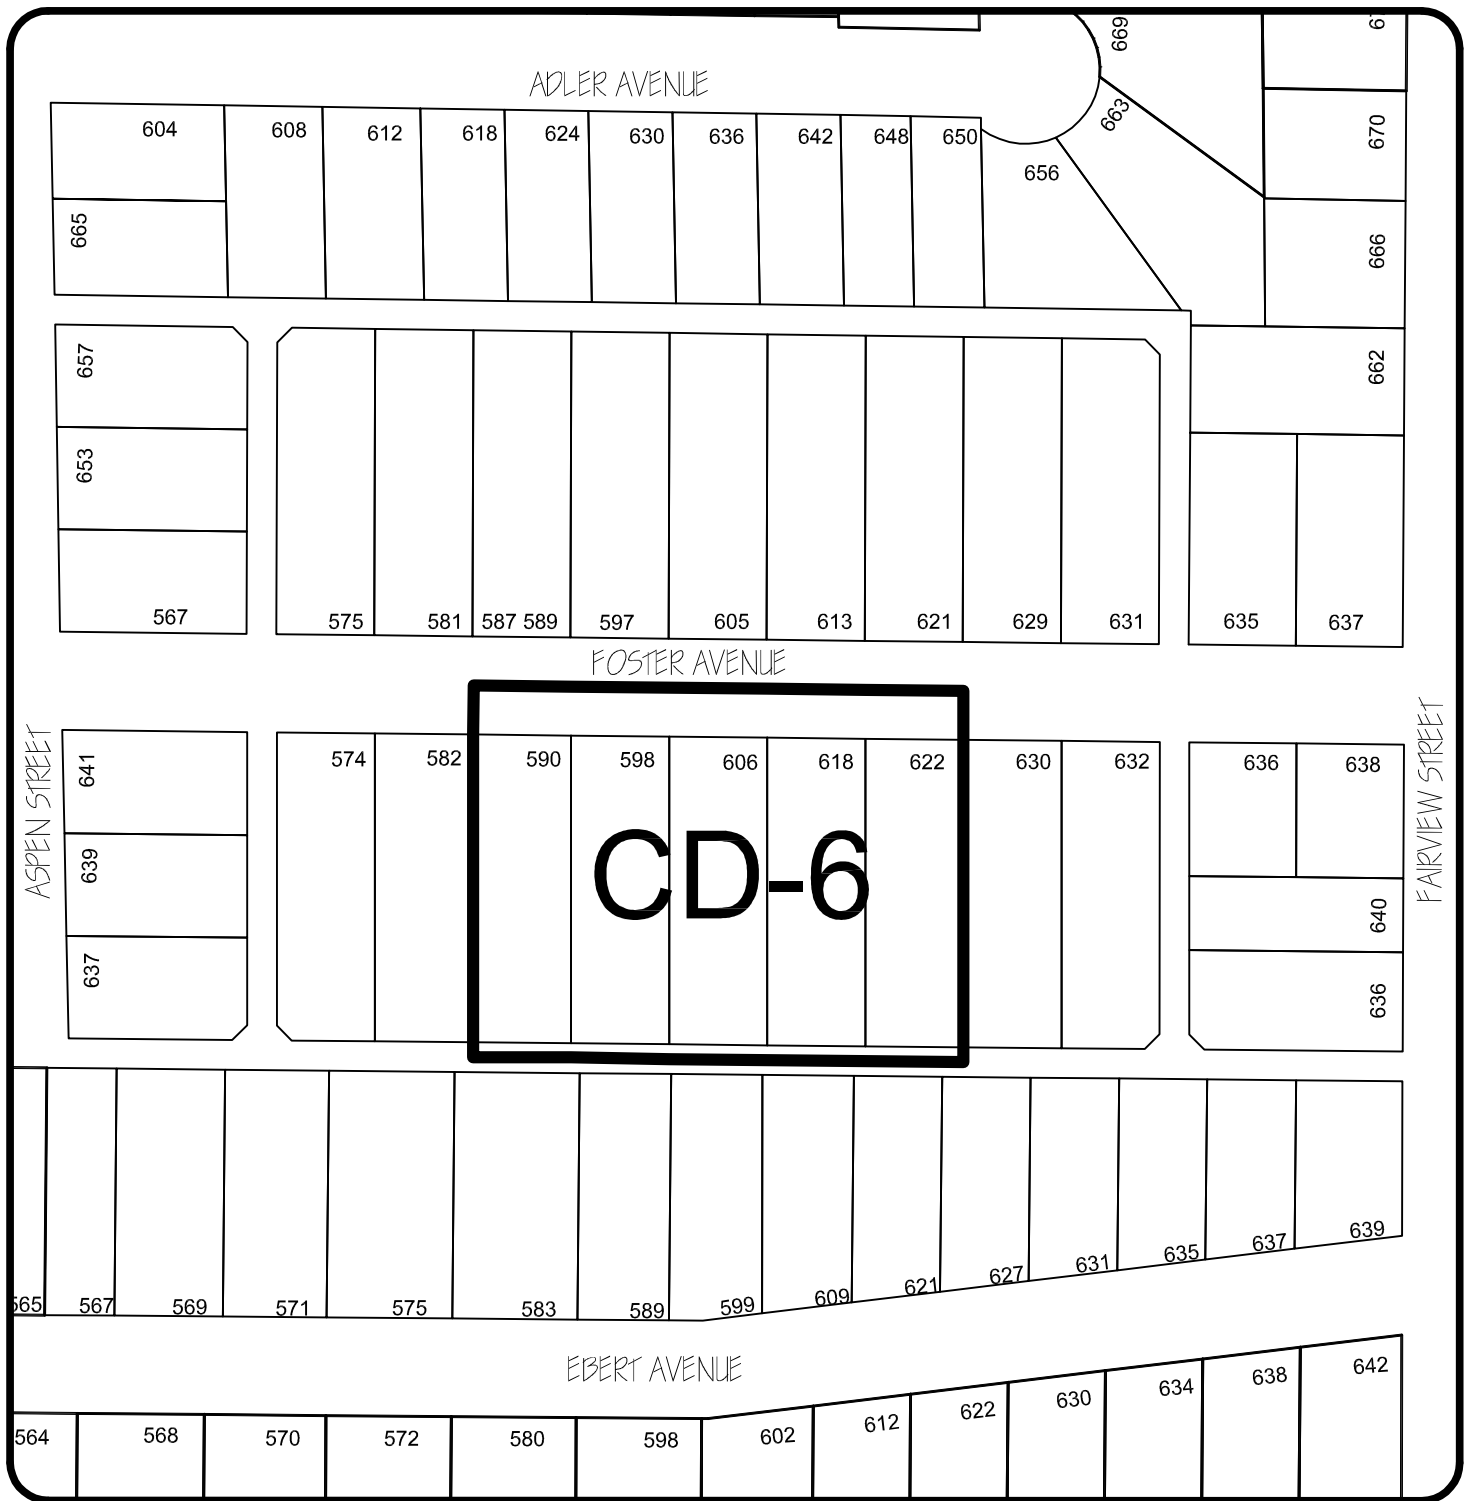 669
ADLER AVENUE
604 608 612 618 624 630 636 642 648 650 663 670
656
665 666
657 662
653
567 575 581 587 589 597 605 613 621 629 631 635 637
FOSTER AVENUE
641 574 582 590 598 606 618 622 630 632 636 638
ASPEN STREET
FAIRVIEW STREET
CD-6
639 640
637 636
565 567 569 571 575 583 589 599 609 621 627 631 635 637 639
EBERT AVENUE
564 568 570 572 580 598 602 612 622 630 634 638 642